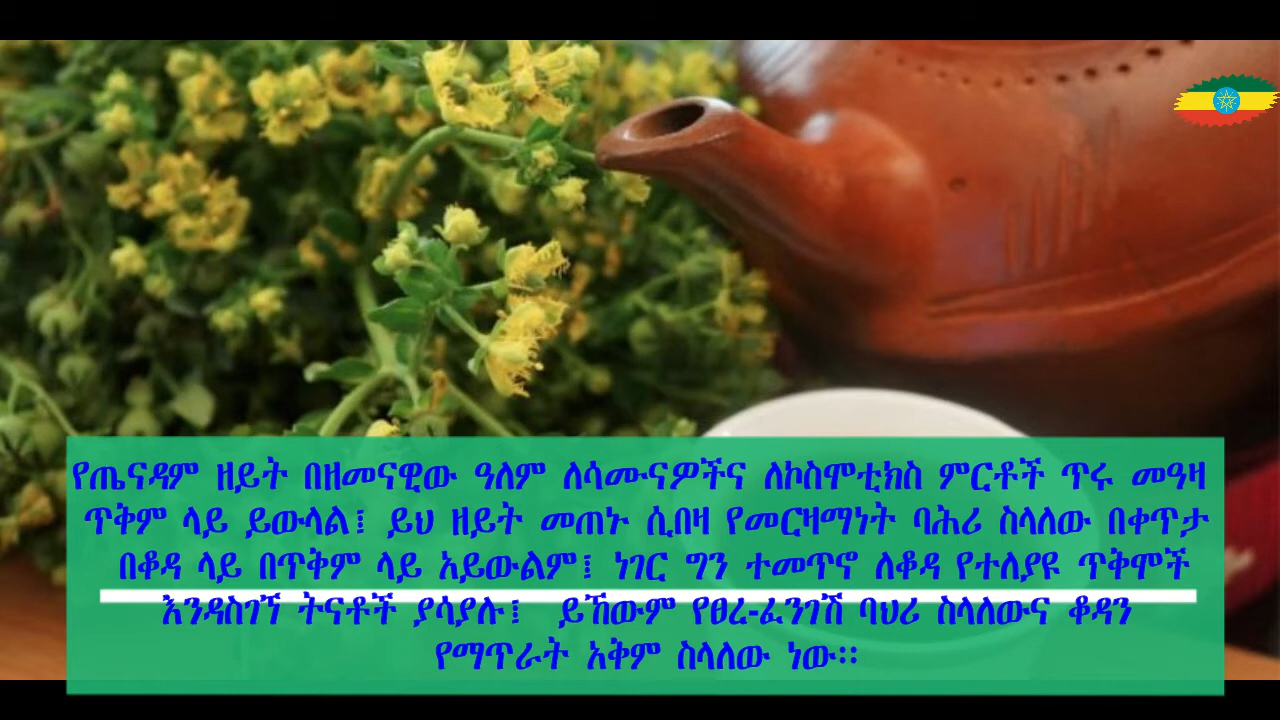 የጤናዳም ዘይት በዘመናዊው ዓለም ለሳሙናዎችና ለኮስሞቲክስ ምርቶች ጥሩ መዓዛ
ጥቅም ላይ ይውላል፤ ይህ ዘይት መጠኑ ሲበዛ የመርዛማነት ባሕሪ ስላለው በቀጥታ
በቆዳ ላይ በጥቅም ላይ አይውልም፤ ነገር ግን ተመጥኖ ለቆዳ የተለያዩ ጥቅሞች
እንዳስገኘ ትናቶች ያሳያሉ፤ ይኸውም የፀረ-ፈንገሽ ባህሪ ስላለውና ቆዳን
የማጥራት አቅም ስላለው ነው።